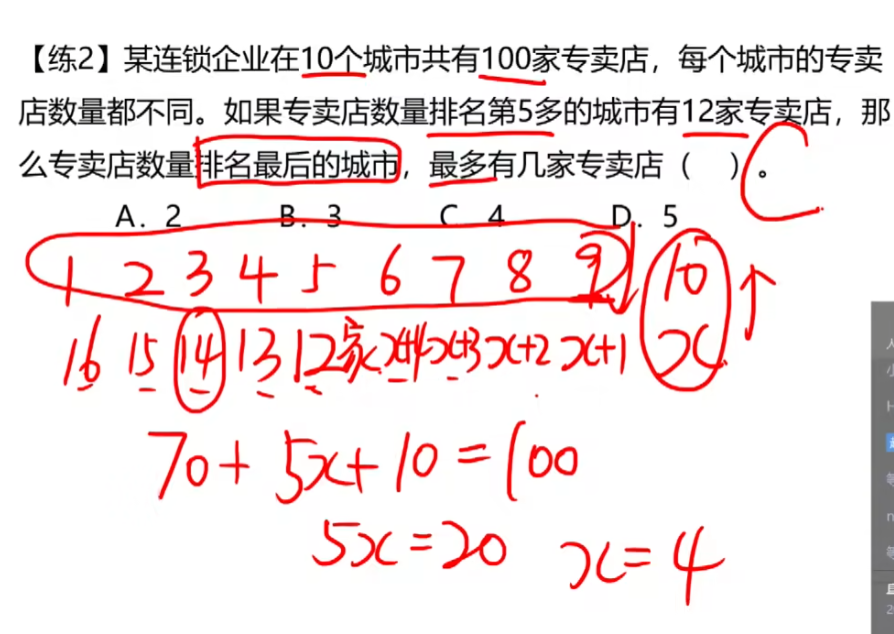 【练2】某连锁企业在10个城市共有100家专卖店，每个城市的专卖
店数量都不同。如果专卖店数量排名第5多的城市有12家专卖店，那
么专卖店数量排名最后的城市，最多有几家专卖店（ ）。
C
A. 2 B. 3 C 4 D. 5
1 2 3 4 5 6 7 8 9 10
16 15 14 13 12家 x+4 x+3 x+2 x+1 x
70+5x+10=100
5x=20 x=4